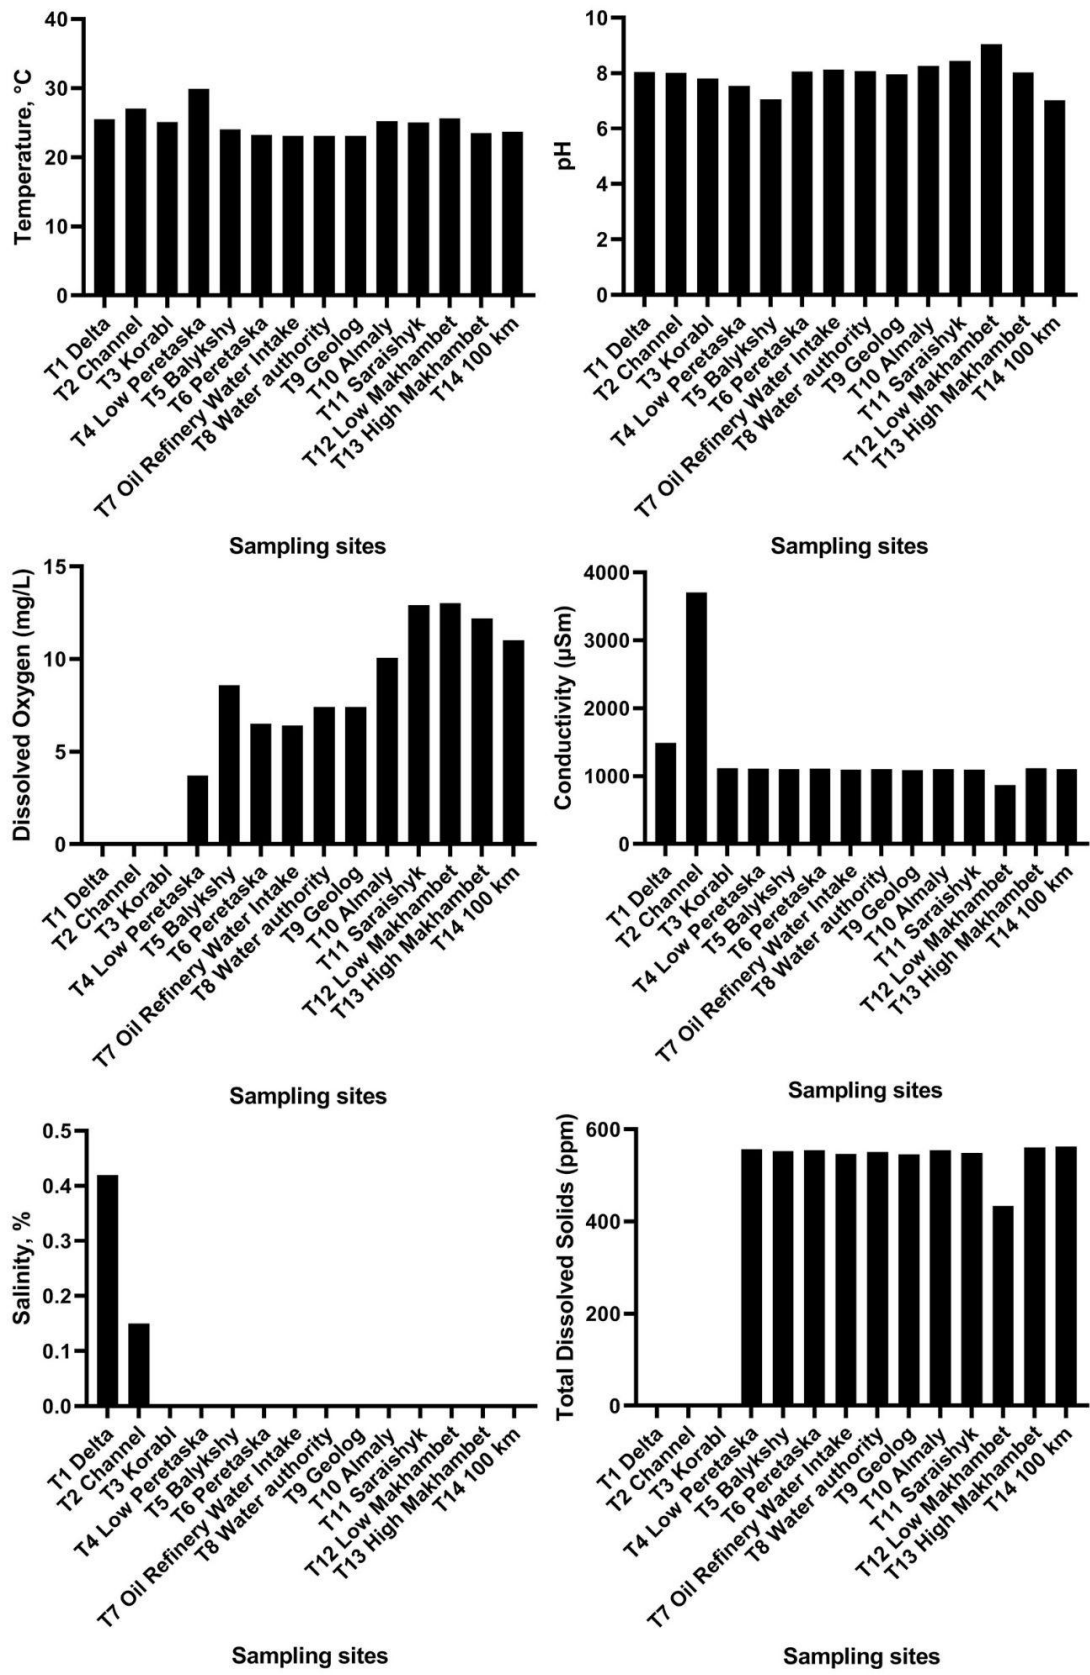 Temperature, °C
40
30
20
10
0
T1 Delta
T2 Channel
T3 Korabl
T4 Low Peretaska
T5 Balykshy
T6 Peretaska
T7 Oil Refinery Water Intake
T8 Water authority
T9 Geolog
T10 Almaly
T11 Saraishyk
T12 Low Makhambet
T13 High Makhambet
T14 100 km
Sampling sites
pH
10
8
6
4
2
0
T1 Delta
T2 Channel
T3 Korabl
T4 Low Peretaska
T5 Balykshy
T6 Peretaska
T7 Oil Refinery Water Intake
T8 Water authority
T9 Geolog
T10 Almaly
T11 Saraishyk
T12 Low Makhambet
T13 High Makhambet
T14 100 km
Sampling sites
Dissolved Oxygen (mg/L)
15
10
5
0
T1 Delta
T2 Channel
T3 Korabl
T4 Low Peretaska
T5 Balykshy
T6 Peretaska
T7 Oil Refinery Water Intake
T8 Water authority
T9 Geolog
T10 Almaly
T11 Saraishyk
T12 Low Makhambet
T13 High Makhambet
T14 100 km
Sampling sites
Conductivity (µSm)
4000
3000
2000
1000
0
T1 Delta
T2 Channel
T3 Korabl
T4 Low Peretaska
T5 Balykshy
T6 Peretaska
T7 Oil Refinery Water Intake
T8 Water authority
T9 Geolog
T10 Almaly
T11 Saraishyk
T12 Low Makhambet
T13 High Makhambet
T14 100 km
Sampling sites
Salinity, %
0.5
0.4
0.3
0.2
0.1
0.0
T1 Delta
T2 Channel
T3 Korabl
T4 Low Peretaska
T5 Balykshy
T6 Peretaska
T7 Oil Refinery Water Intake
T8 Water authority
T9 Geolog
T10 Almaly
T11 Saraishyk
T12 Low Makhambet
T13 High Makhambet
T14 100 km
Sampling sites
Total Dissolved Solids (ppm)
600
400
200
0
T1 Delta
T2 Channel
T3 Korabl
T4 Low Peretaska
T5 Balykshy
T6 Peretaska
T7 Oil Refinery Water Intake
T8 Water authority
T9 Geolog
T10 Almaly
T11 Saraishyk
T12 Low Makhambet
T13 High Makhambet
T14 100 km
Sampling sites